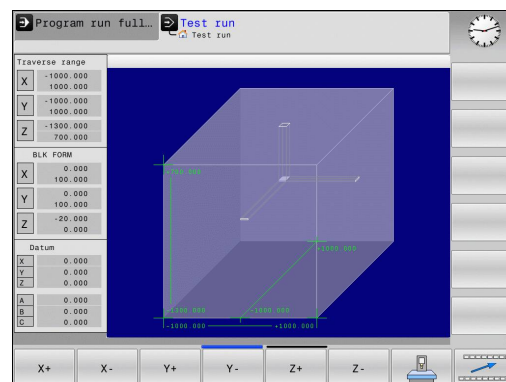 Program run full…
Test run
Test run
Traverse range
X -1000.000
1000.000
Y -1000.000
1000.000
Z -1300.000
700.000
BLK FORM
X 0.000
100.000
Y 0.000
100.000
Z -20.000
0.000
Datum
X 0.000
Y 0.000
Z 0.000
A 0.000
B 0.000
C 0.000
+700.000
+1000.000
-1300.000
-1000.000
-1000.000
+1000.000
X+
X-
Y+
Y-
Z+
Z-